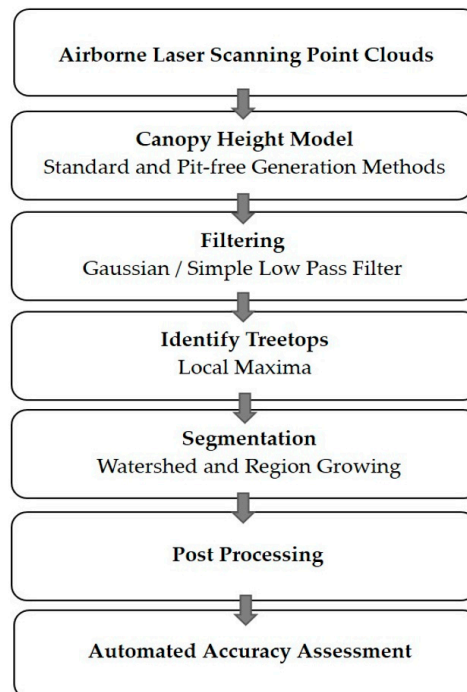 Airborne Laser Scanning Point Clouds
Canopy Height Model
Standard and Pit-free Generation Methods
Filtering
Gaussian / Simple Low Pass Filter
Identify Treetops
Local Maxima
Segmentation
Watershed and Region Growing
Post Processing
Automated Accuracy Assessment